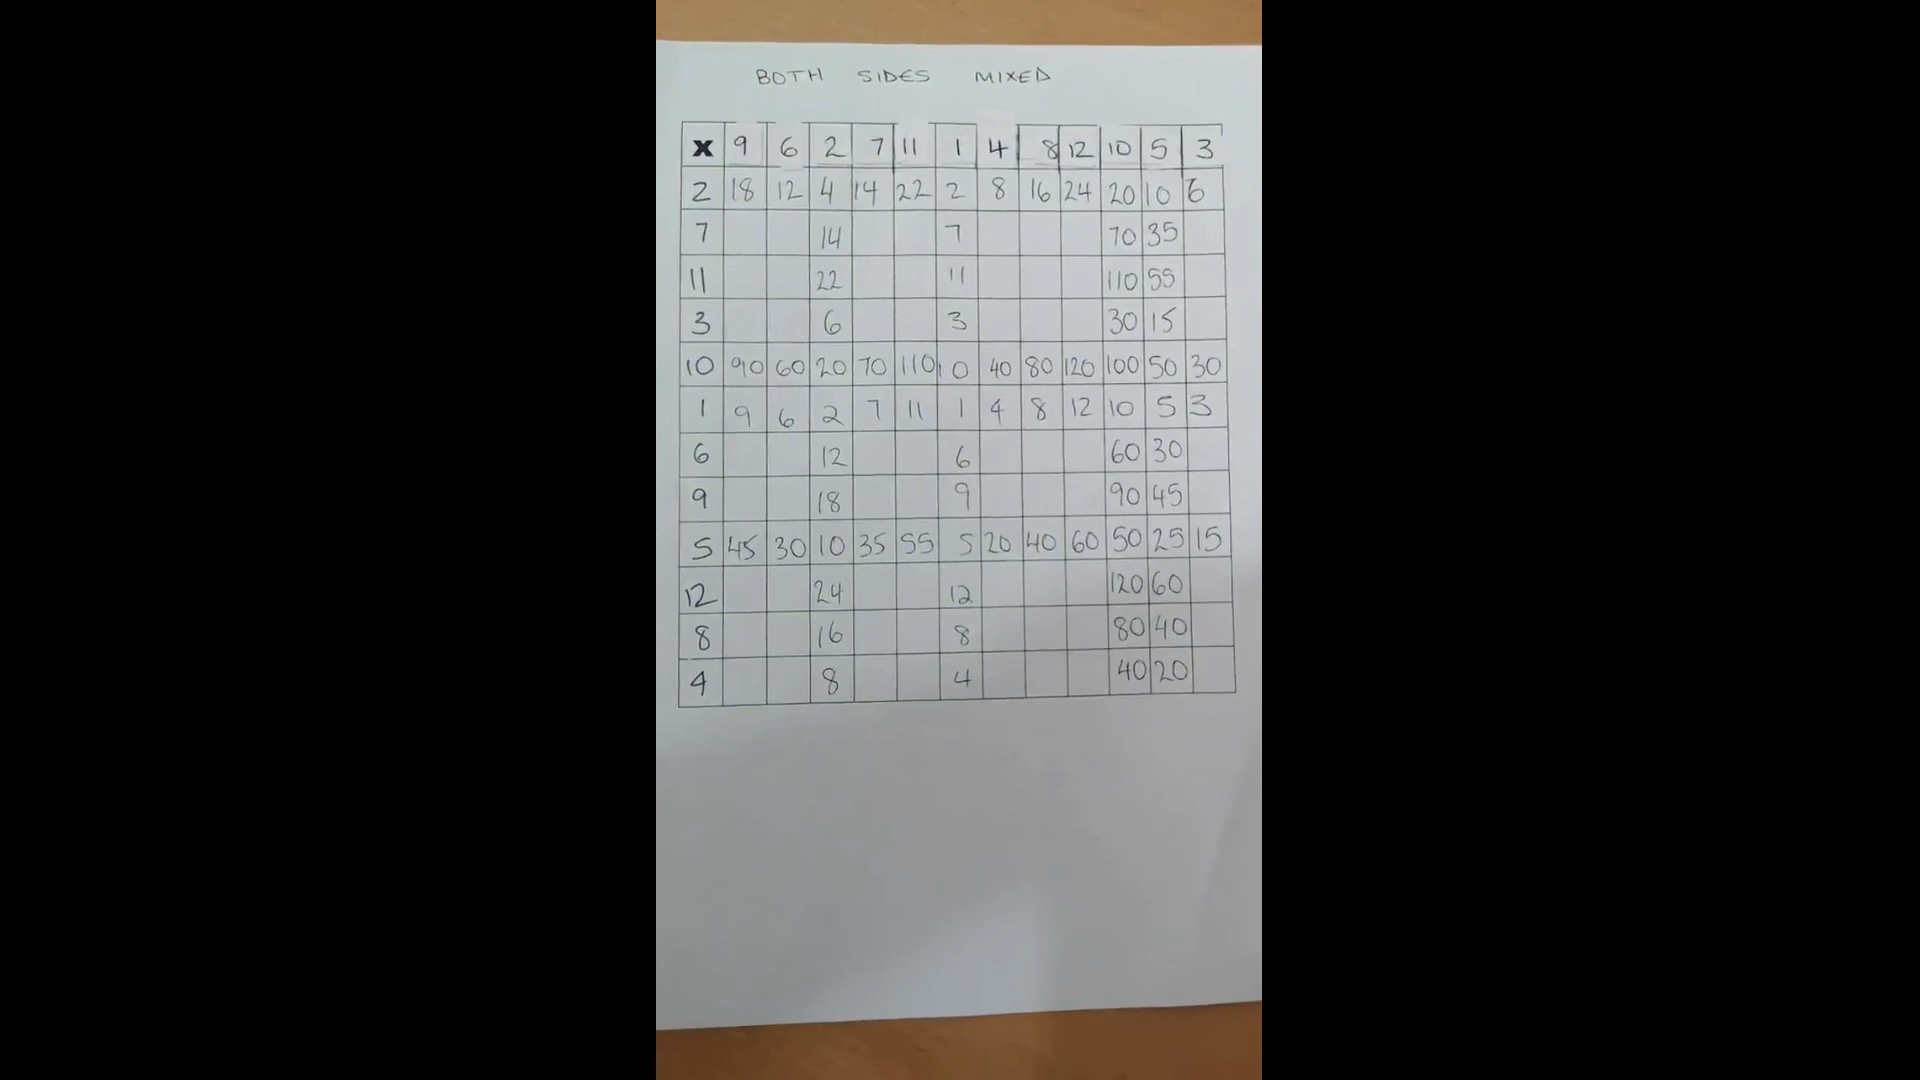 BOTH SIDES MIXED
x 9 6 2 7 11 1 4 8 12 10 5 3
2 18 12 4 14 22 2 8 16 24 20 10 6
7 14 7 70 35
11 22 11 110 55
3 6 3 30 15
10 90 60 20 70 110 10 40 80 120 100 50 30
1 9 6 2 7 11 1 4 8 12 10 5 3
6 12 6 60 30
9 18 9 90 45
5 45 30 10 35 55 5 20 40 60 50 25 15
12 24 12 120 60
8 16 8 80 40
4 8 4 40 20